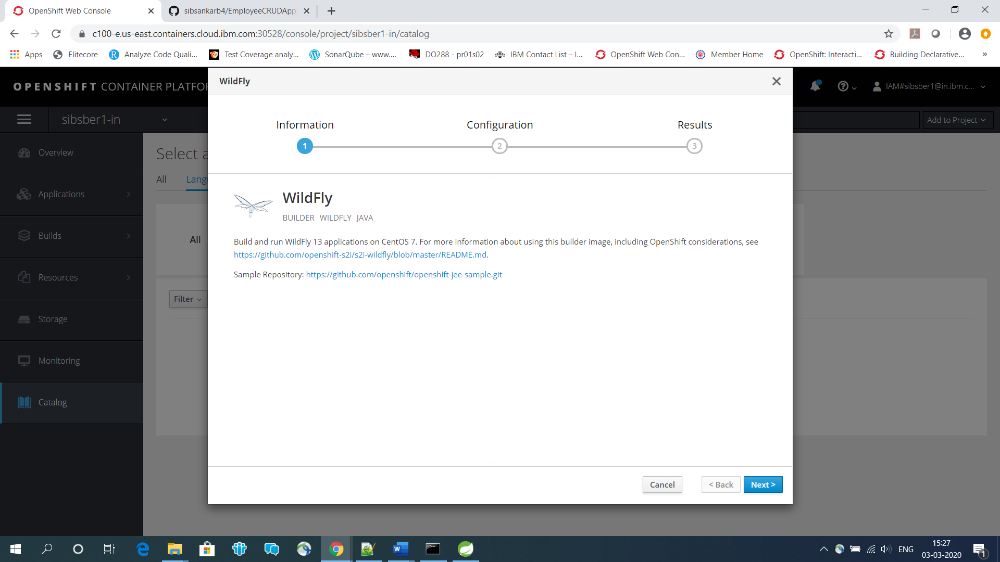 OpenShift Web Console
sibsankarb4/EmployeeCRUDApp:
c100-e.us-east.containers.cloud.ibm.com:30528/console/project/sibsber1-in/catalog
Apps
Elitecore
Analyze Code Quali...
Test Coverage analy...
SonarQube – www....
DO288 - pr01s02
IBM Contact List – I...
OpenShift Web Con...
Member Home
OpenShift: Interacti...
Building Declarative...
»
OPENSHIFT CONTAINER PLATFO
IAM#sibsber1@in.ibm.c...
sibsber1-in
Add to Project
Overview
Applications
Builds
Resources
Storage
Monitoring
Catalog
Select a
All
Lang
All
Filter
WildFly
Information
Configuration
Results
1
2
3
WildFly
BUILDER WILDFLY JAVA
Build and run WildFly 13 applications on CentOS 7. For more information about using this builder image, including OpenShift considerations, see
https://github.com/openshift-s2i/s2i-wildfly/blob/master/README.md.
Sample Repository: https://github.com/openshift/openshift-jee-sample.git
Cancel
< Back
Next >
ENG
15:27
03-03-2020
1